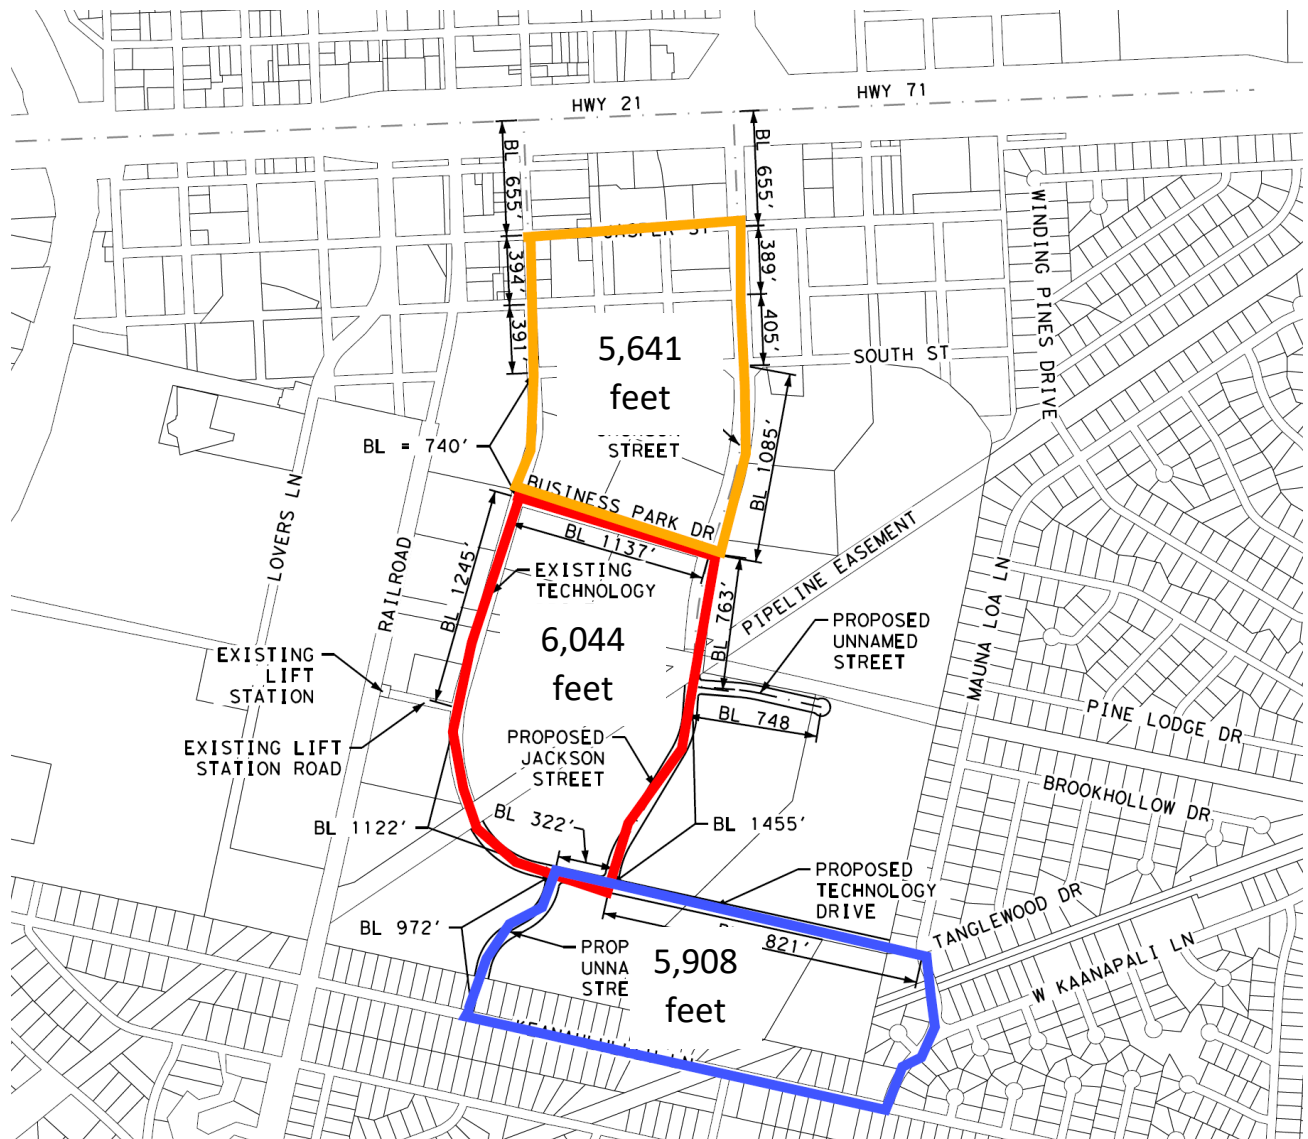 HWY 21
HWY 71
BL 655'
BL 655'
WINDING PINES DRIVE
394'
389'
391'
405'
5,641
feet
SOUTH ST
BL = 740'
STREET
BL 1085'
BUSINESS PARK DR
BL 1137'
LOVERS LN
RAILROAD
BL 1245'
EXISTING
TECHNOLOGY
PIPELINE EASEMENT
BL 763'
MAUNA LOA LN
PROPOSED
UNNAMED
STREET
6,044
feet
EXISTING
LIFT
STATION
BL 748
PINE LODGE DR
EXISTING LIFT
STATION ROAD
PROPOSED
JACKSON
STREET
BROOKHOLLOW DR
BL 322'
BL 1122'
BL 1455'
PROPOSED
TECHNOLOGY
DRIVE
TANGLEWOOD DR
BL 972'
821'
W KAANAPALI LN
PROP
UNNA
STRE
5,908
feet